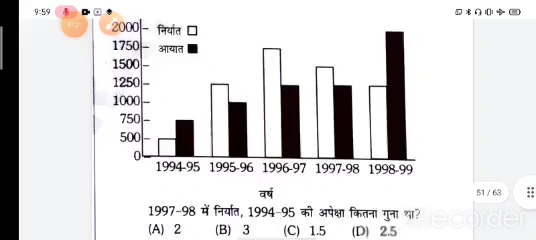 9:59
2000
निर्यात
1750
आयात
1500
1250
1000
750
500
0
1994-95 1995-96 1996-97 1997-98 1998-99
वर्ष
51 / 63
1997-98 में निर्यात, 1994-95 की अपेक्षा कितना गुना था?
(A) 2 (B) 3 (C) 1.5 (D) 2.5